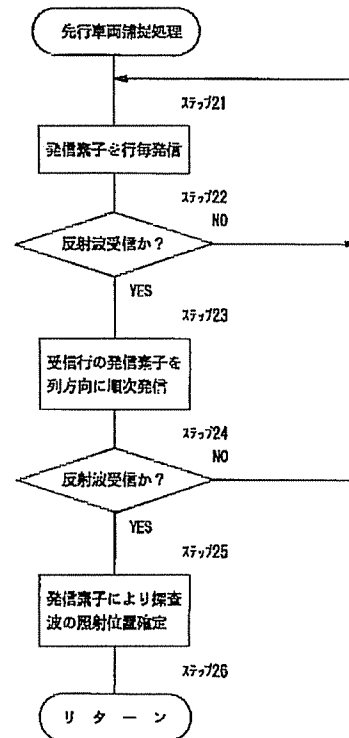 先行車両捕捉処理
ステップ21
発信素子を行毎発信
ステップ22
NO
反射波受信か？
YES
ステップ23
受信行の発信素子を
列方向に順次発信
ステップ24
NO
反射波受信か？
YES
ステップ25
発信素子により探査
波の照射位置確定
ステップ26
リターン